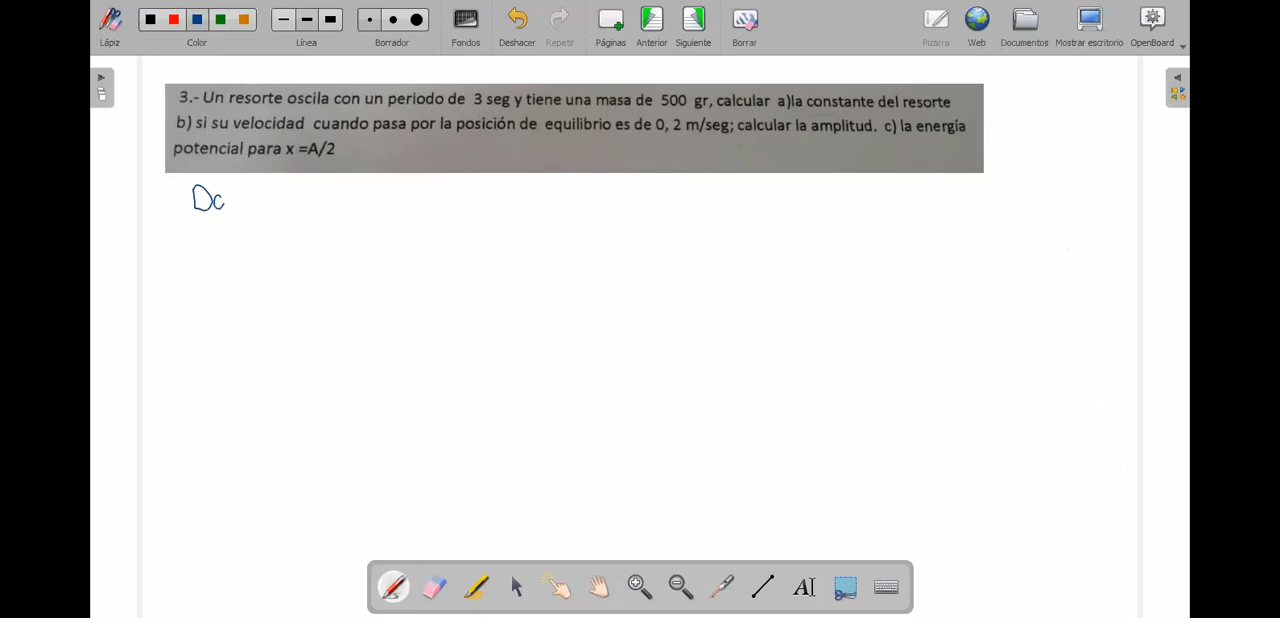 Lápiz Color Línea Borrador Fondos Deshacer Repetir Páginas Anterior Siguiente Borrar Pizarra Web Documentos Mostrar escritorio OpenBoard
3.- Un resorte oscila con un periodo de 3 seg y tiene una masa de 500 gr, calcular a)la constante del resorte
b) si su velocidad cuando pasa por la posición de equilibrio es de 0, 2 m/seg; calcular la amplitud. c) la energía
potencial para x =A/2
Dc